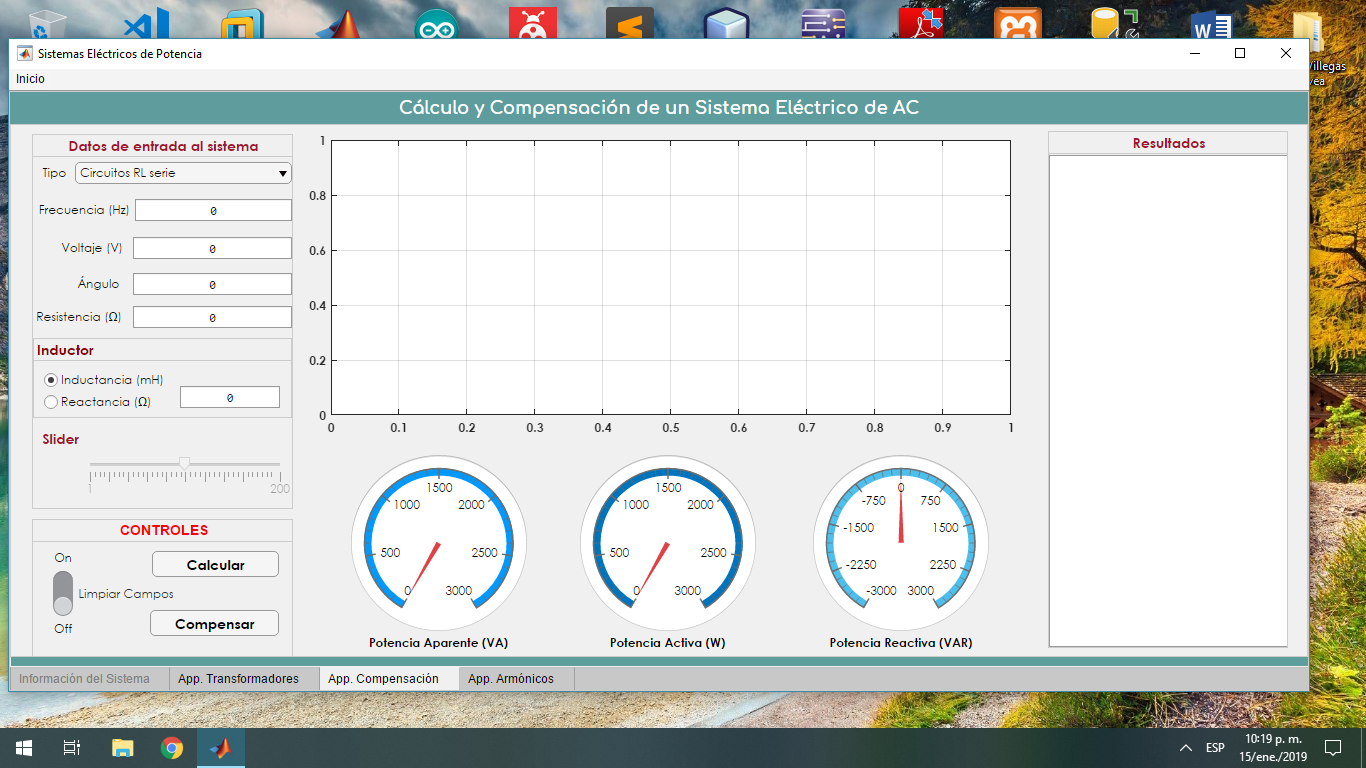 Villegas
Sistemas Eléctricos de Potencia
Inicio
Cálculo y Compensación de un Sistema Eléctrico de AC
Datos de entrada al sistema
Tipo Circuitos RL serie
Frecuencia (Hz) 0
Voltaje (V) 0
Ángulo 0
Resistencia (Ω) 0
Inductor
Inductancia (mH)
Reactancia (Ω)
0
Slider
1 200
CONTROLES
On
Limpiar Campos
Off
Calcular
Compensar
1
0.8
0.6
0.4
0.2
0
0 0.1 0.2 0.3 0.4 0.5 0.6 0.7 0.8 0.9 1
0 500 1000 1500 2000 2500 3000
Potencia Aparente (VA)
0 500 1000 1500 2000 2500 3000
Potencia Activa (W)
-3000 -2250 -1500 -750 0 750 1500 2250 3000
Potencia Reactiva (VAR)
Resultados
Información del Sistema App. Transformadores App. Compensación App. Armónicos
ESP
10:19 p. m.
15/ene./2019